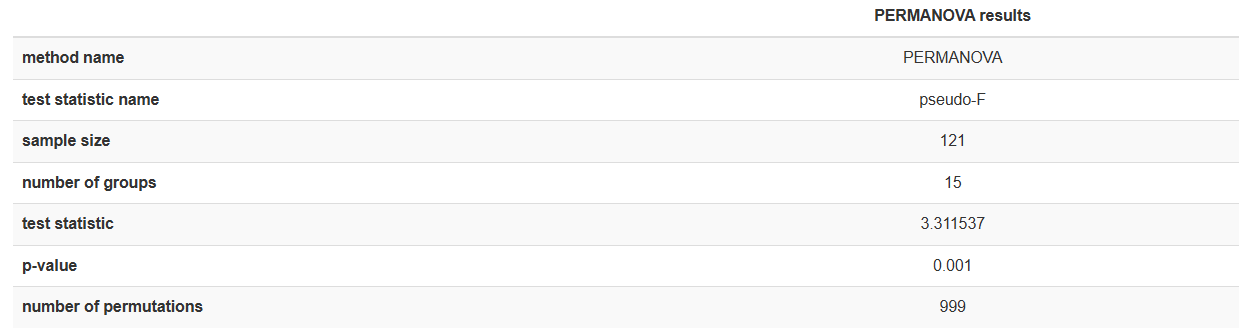 PERMANOVA results
method name PERMANOVA
test statistic name pseudo-F
sample size 121
number of groups 15
test statistic 3.311537
p-value 0.001
number of permutations 999